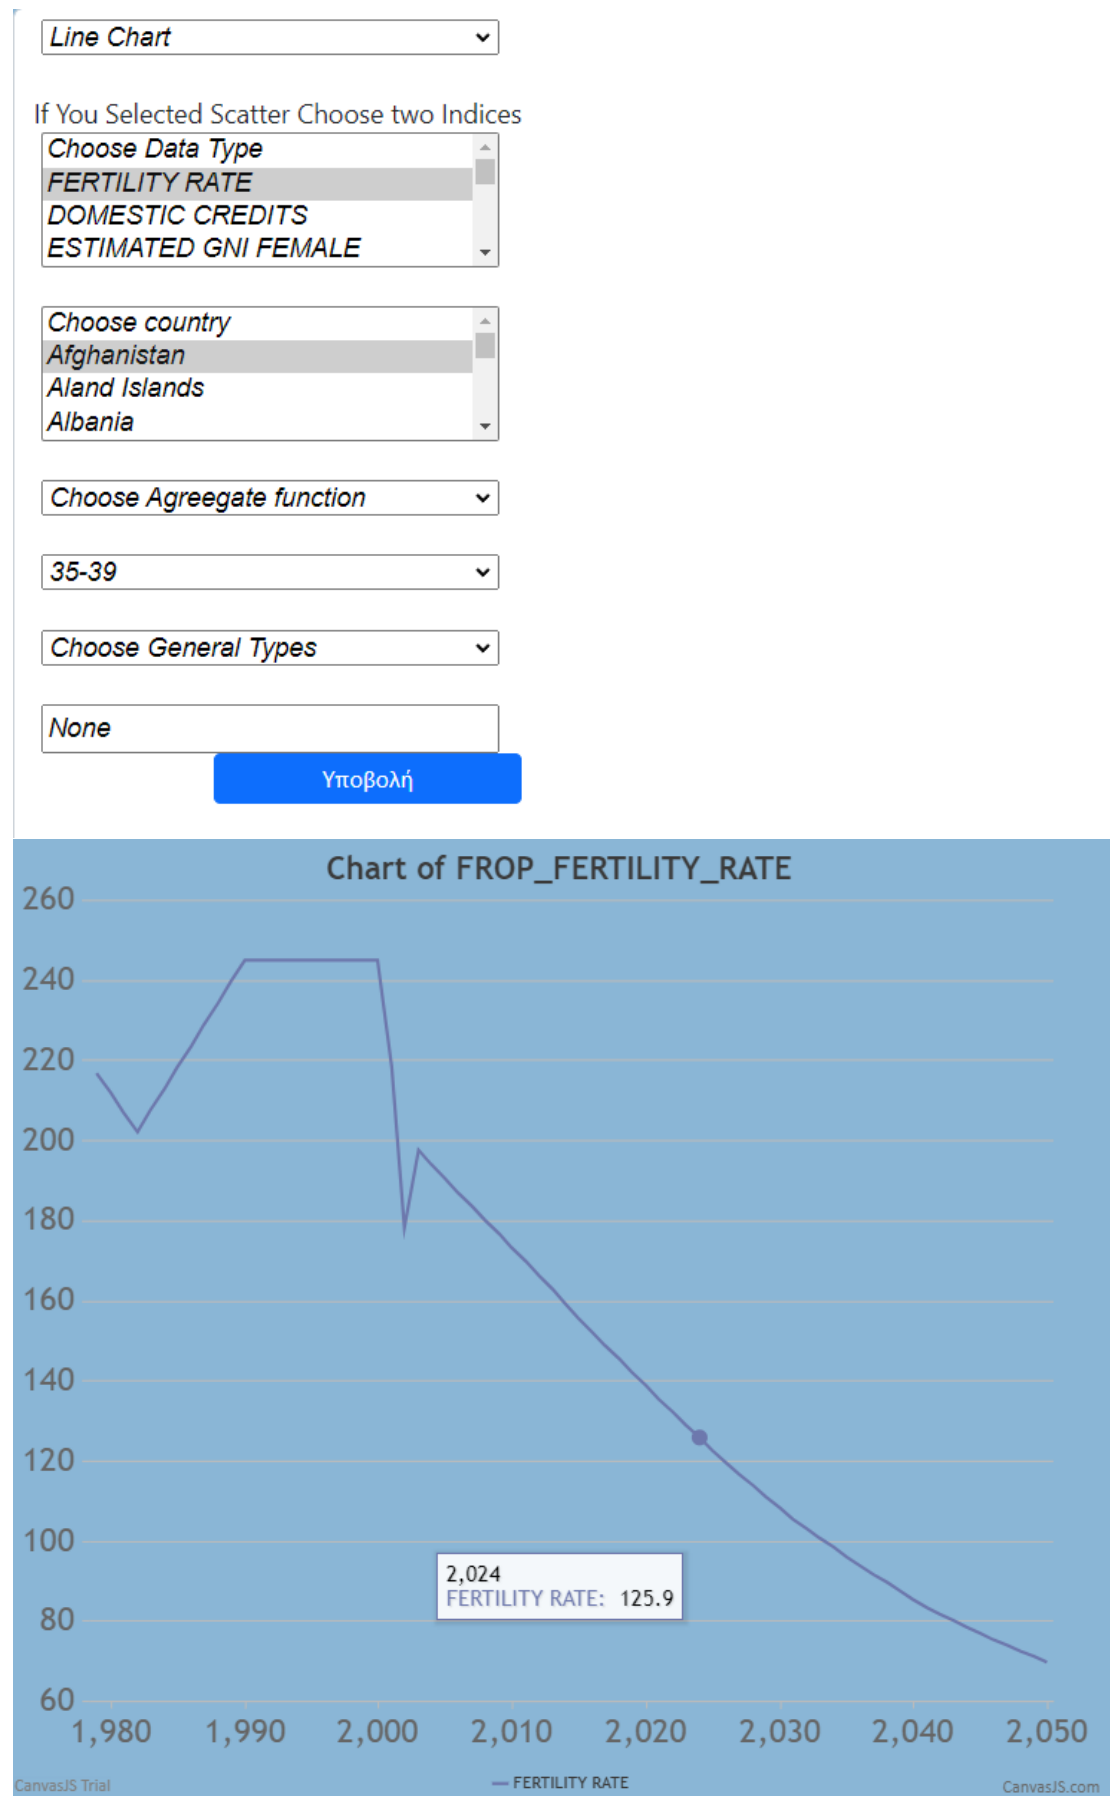 Line Chart
If You Selected Scatter Choose two Indices
Choose Data Type
FERTILITY RATE
DOMESTIC CREDITS
ESTIMATED GNI FEMALE
Choose country
Afghanistan
Aland Islands
Albania
Choose Agreegate function
35-39
Choose General Types
None
Υποβολή
Chart of FROP_FERTILITY_RATE
260
240
220
200
180
160
140
120
100
80
60
2,024
FERTILITY RATE: 125.9
1,980 1,990 2,000 2,010 2,020 2,030 2,040 2,050
CanvasJS Trial
FERTILITY RATE
CanvasJS.com